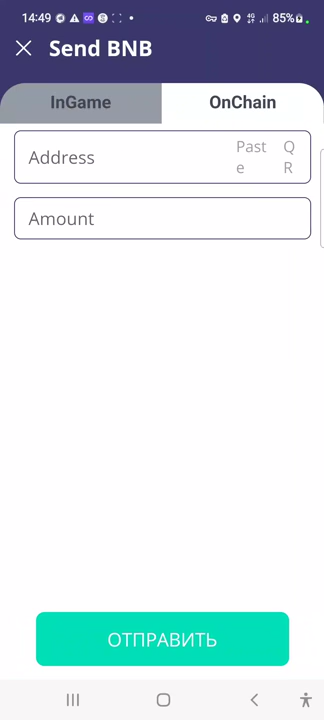 14:49 85%
Send BNB
InGame OnChain
Address Past Q
e R
Amount
ОТПРАВИТЬ